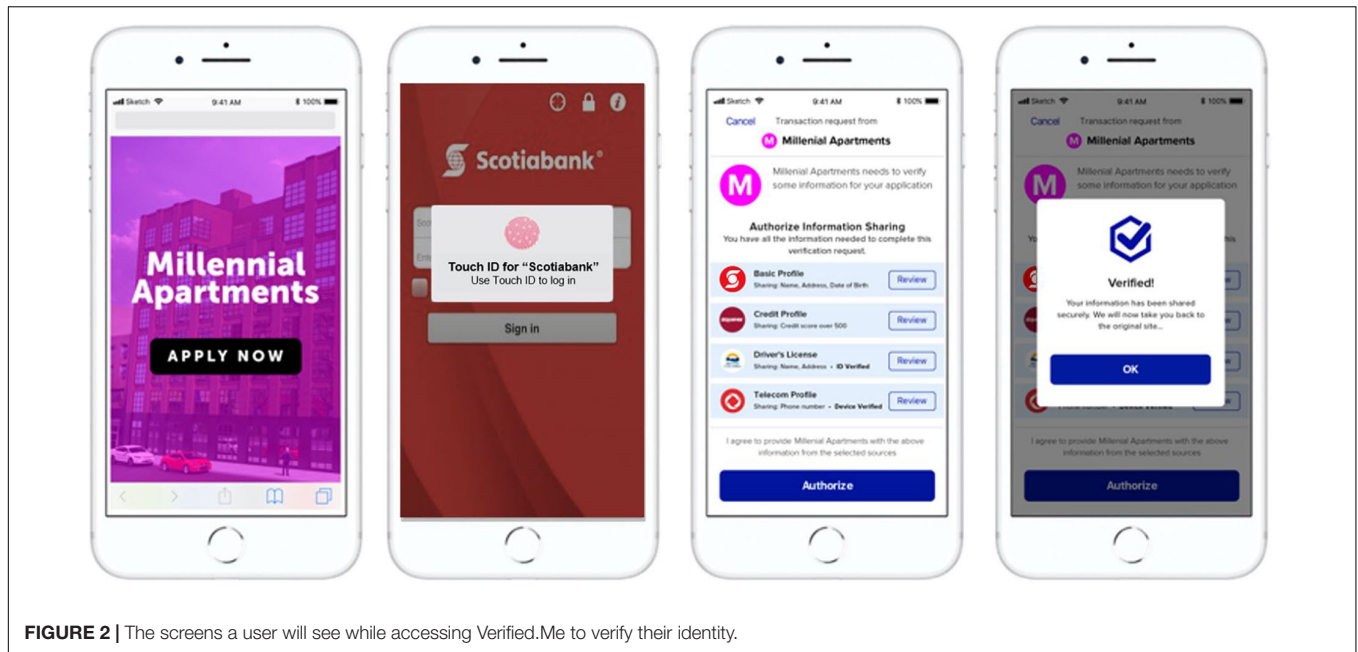 Sketch 9:41 AM 100%
Millennial
Apartments
APPLY NOW
Scotiabank®
Touch ID for “Scotiabank”
Use Touch ID to log in
Sign in
Sketch 9:41 AM 100%
Cancel Transaction request from
M Millenial Apartments
M
Millenial Apartments needs to verify
some information for your application
Authorize Information Sharing
You have all the information needed to complete this
verification request.
Basic Profile
Sharing: Name, Address, Date of Birth
Review
Credit Profile
Sharing: Credit score over 500
Review
Driver's License
Sharing: Name, Address • ID Verified
Review
Telecom Profile
Sharing: Phone number • Device Verified
Review
I agree to provide Millenial Apartments with the above
information from the selected sources
Authorize
Sketch 9:41 AM 100%
Cancel Transaction request from
M Millenial Apartments
M
Millenial Apartments needs to verify
some information for your application
Verified!
Your information has been shared
securely. We will now take you back to
the original site...
OK
I agree to provide Millenial Apartments with the above
information from the selected sources
Authorize
FIGURE 2 | The screens a user will see while accessing Verified.Me to verify their identity.